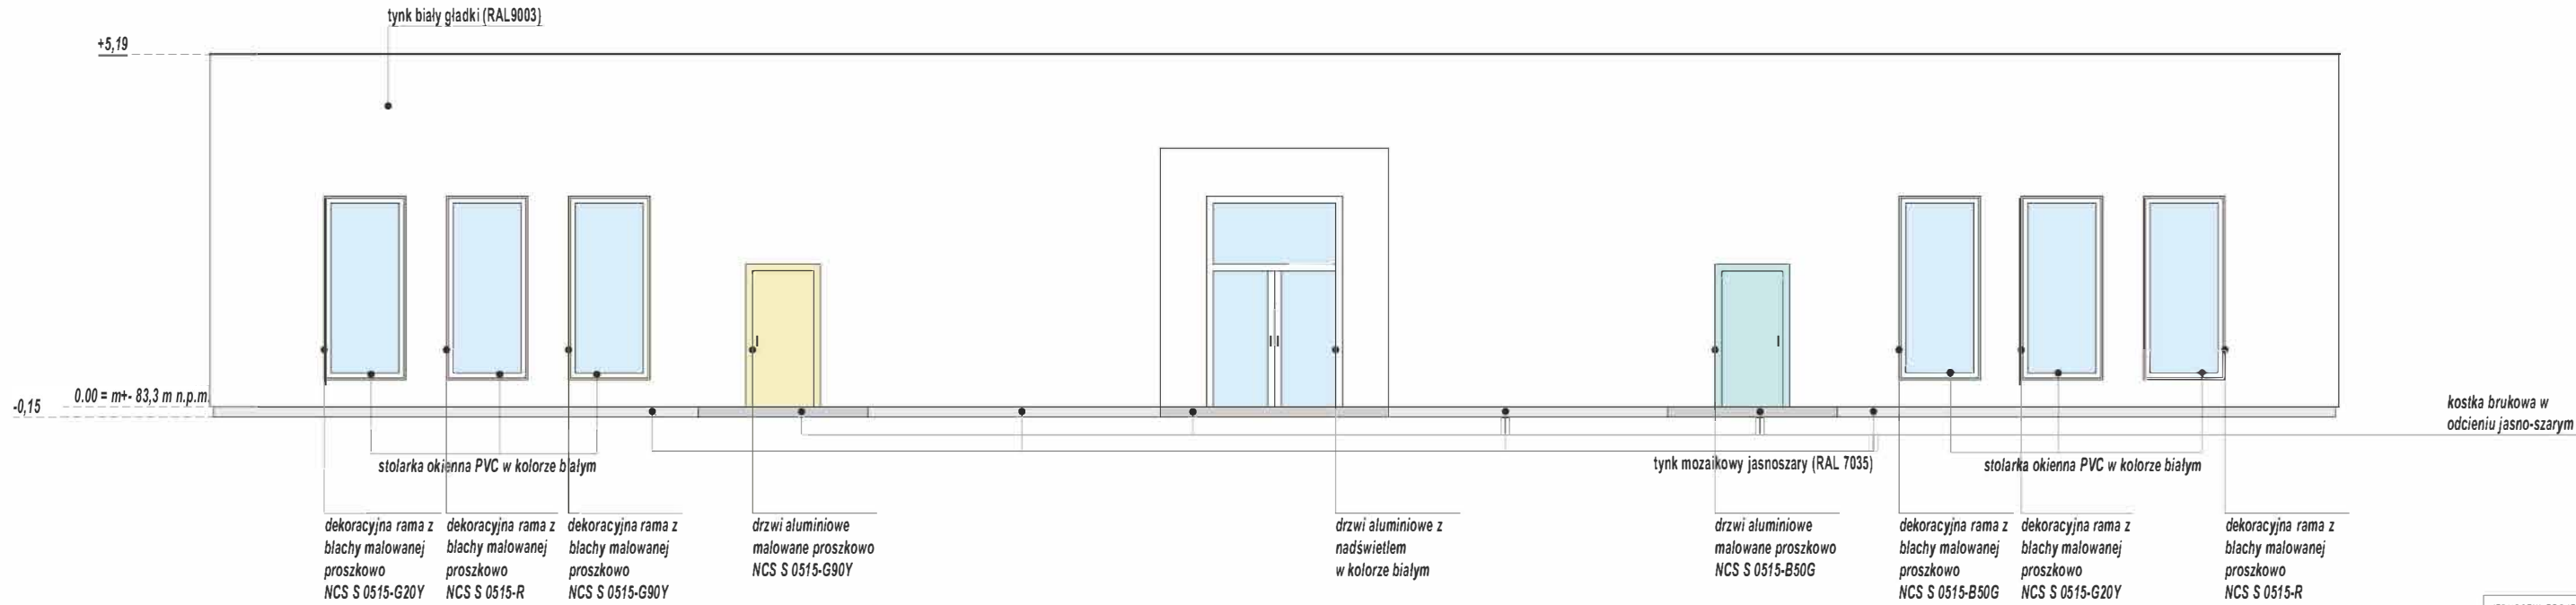 tynk biały gładki (RAL9003)
+5,19
0.00 = m+- 83,3 m n.p.m.
-0,15
kostka brukowa w
odcieniu jasno-szarym
stolarka okienna PVC w kolorze białym
tynk mozaikowy jasnoszary (RAL 7035)
stolarka okienna PVC w kolorze białym
dekoracyjna rama z
blachy malowanej
proszkowo
NCS S 0515-G20Y
dekoracyjna rama z
blachy malowanej
proszkowo
NCS S 0515-R
dekoracyjna rama z
blachy malowanej
proszkowo
NCS S 0515-G90Y
drzwi aluminiowe
malowane proszkowo
NCS S 0515-G90Y
drzwi aluminiowe z
nadświetlem
w kolorze białym
drzwi aluminiowe
malowane proszkowo
NCS S 0515-B50G
dekoracyjna rama z
blachy malowanej
proszkowo
NCS S 0515-B50G
dekoracyjna rama z
blachy malowanej
proszkowo
NCS S 0515-G20Y
dekoracyjna rama z
blachy malowanej
proszkowo
NCS S 0515-R